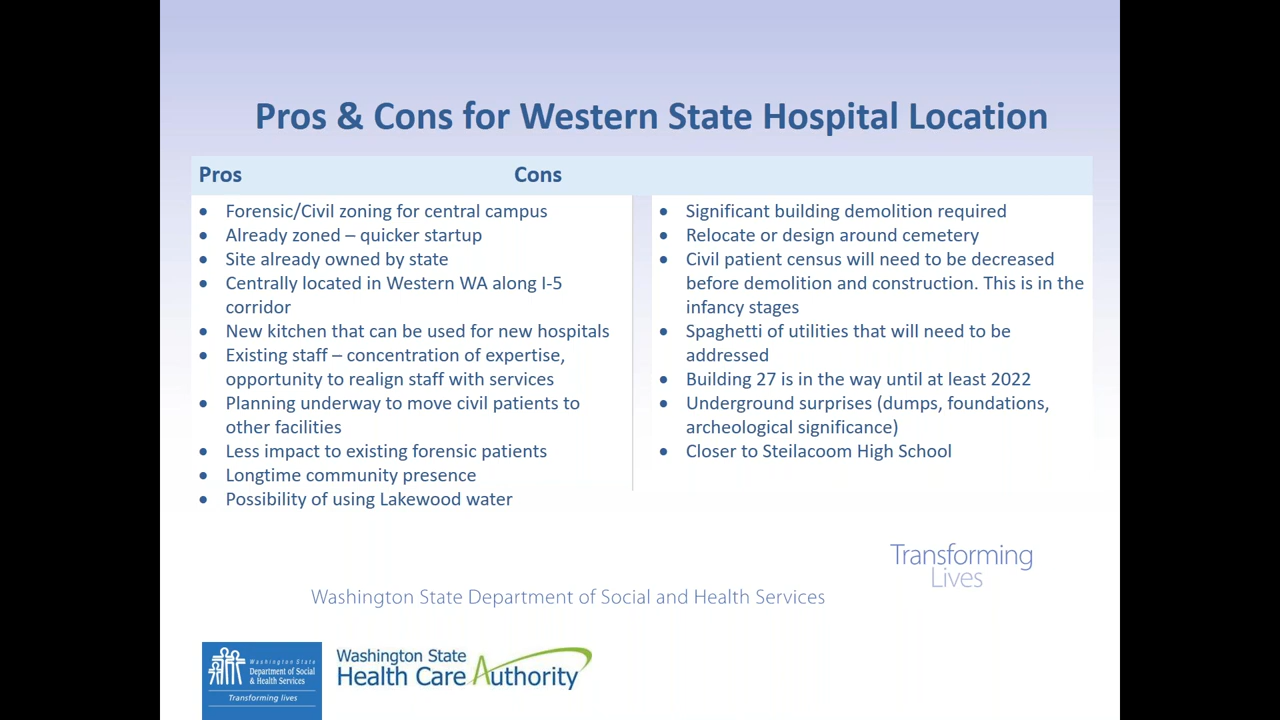 Pros & Cons for Western State Hospital Location
Pros Cons
• Forensic/Civil zoning for central campus
• Already zoned – quicker startup
• Site already owned by state
• Centrally located in Western WA along I-5
corridor
• New kitchen that can be used for new hospitals
• Existing staff – concentration of expertise,
opportunity to realign staff with services
• Planning underway to move civil patients to
other facilities
• Less impact to existing forensic patients
• Longtime community presence
• Possibility of using Lakewood water
• Significant building demolition required
• Relocate or design around cemetery
• Civil patient census will need to be decreased
before demolition and construction. This is in the
infancy stages
• Spaghetti of utilities that will need to be
addressed
• Building 27 is in the way until at least 2022
• Underground surprises (dumps, foundations,
archeological significance)
• Closer to Steilacoom High School
Transforming
Lives
Washington State Department of Social and Health Services
Washington State
Department of Social
& Health Services
Transforming lives
Washington State
Health Care Authority